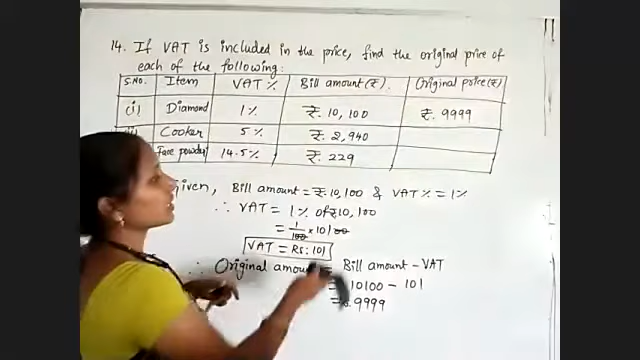 14. If VAT is included in the price, find the original price of
each of the following:
S.NO. Item VAT % Bill amount (₹). Original price (₹)
(i) Diamond 1% ₹. 10, 100 ₹. 9999
Cooker 5% ₹. 2,940
Face powder 14.5% ₹. 229
Given, Bill amount = ₹. 10,100 & VAT% = 1%
∴ VAT = 1% of ₹10,100
= 1/100 × 10100
VAT = Rs. 101
∴ Original amount = Bill amount - VAT
= 10100 - 101
= 9999